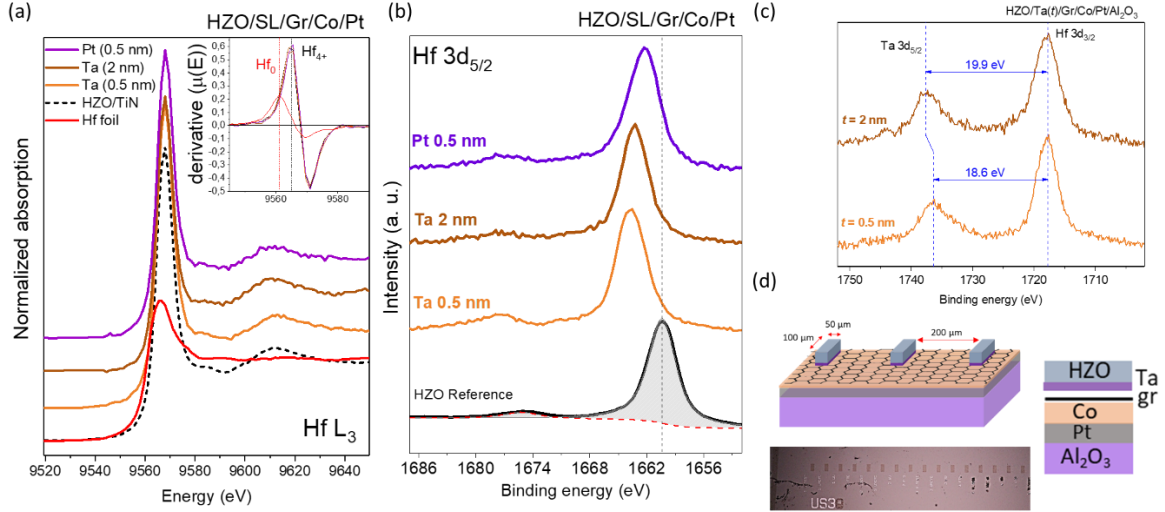 (a)
HZO/SL/Gr/Co/Pt
Pt (0.5 nm)
Ta (2 nm)
Ta (0.5 nm)
HZO/TiN
Hf foil
Hf0
Hf4+
derivative (μ(E))
0,6
0,5
0,4
0,3
0,2
0,1
0,0
-0,1
-0,2
-0,3
-0,4
-0,5
9560
9580
Normalized absorption
Hf L3
9520
9540
9560
9580
9600
9620
9640
Energy (eV)
(b)
HZO/SL/Gr/Co/Pt
Hf 3d5/2
Pt 0.5 nm
Ta 2 nm
Ta 0.5 nm
HZO Reference
Intensity (a. u.)
1686
1680
1674
1668
1662
1656
Binding energy (eV)
(c)
HZO/Ta(t)/Gr/Co/Pt/Al2O3
Ta 3d5/2
Hf 3d3/2
19.9 eV
t = 2 nm
18.6 eV
t = 0.5 nm
1750
1740
1730
1720
1710
Binding energy (eV)
(d)
100 μm
50 μm
200 μm
HZO
Ta
gr
Co
Pt
Al2O3